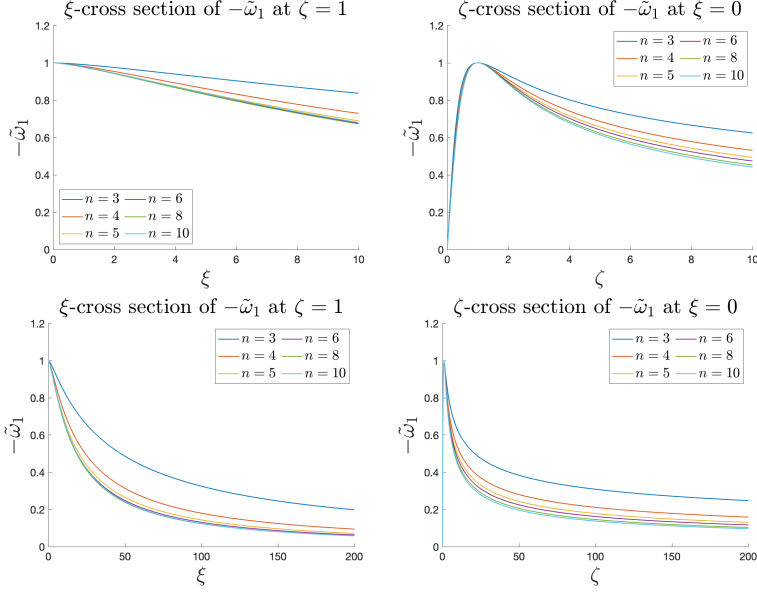 ξ-cross section of −ω̃₁ at ζ = 1
1.2
1
0.8
0.6
0.4
0.2
0
−ω̃₁
n = 3 n = 6
n = 4 n = 8
n = 5 n = 10
0 2 4 6 8 10
ξ
ζ-cross section of −ω̃₁ at ξ = 0
1.2
1
0.8
0.6
0.4
0.2
0
−ω̃₁
n = 3 n = 6
n = 4 n = 8
n = 5 n = 10
0 2 4 6 8 10
ζ
ξ-cross section of −ω̃₁ at ζ = 1
1.2
1
0.8
0.6
0.4
0.2
0
−ω̃₁
n = 3 n = 6
n = 4 n = 8
n = 5 n = 10
0 50 100 150 200
ξ
ζ-cross section of −ω̃₁ at ξ = 0
1.2
1
0.8
0.6
0.4
0.2
0
−ω̃₁
n = 3 n = 6
n = 4 n = 8
n = 5 n = 10
0 50 100 150 200
ζ